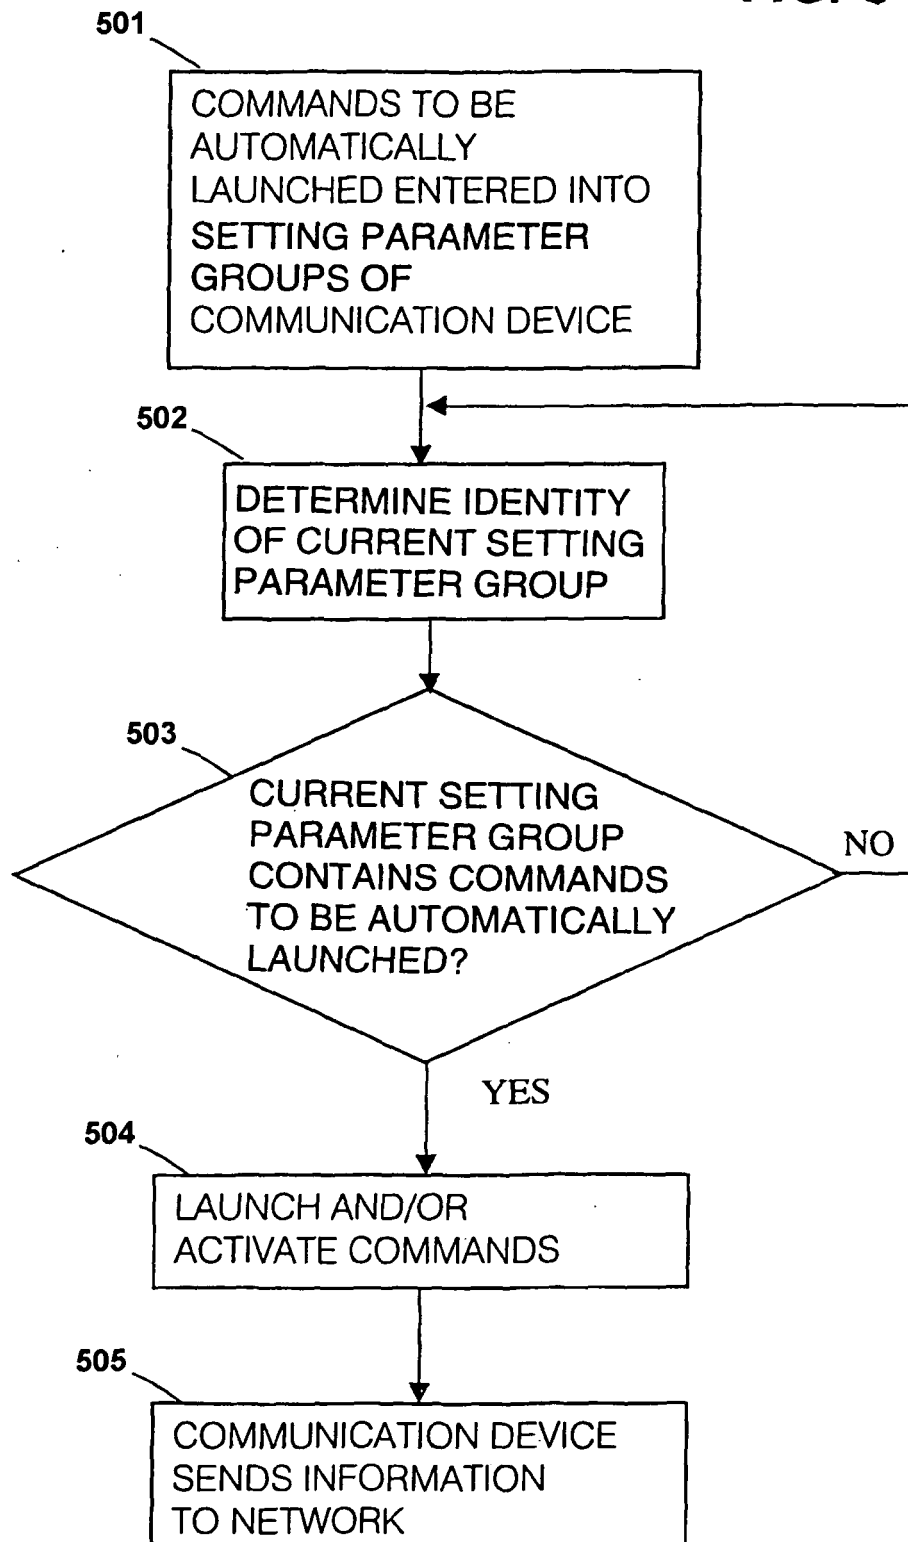 501
COMMANDS TO BE
AUTOMATICALLY
LAUNCHED ENTERED INTO
SETTING PARAMETER
GROUPS OF
COMMUNICATION DEVICE
502
DETERMINE IDENTITY
OF CURRENT SETTING
PARAMETER GROUP
503
CURRENT SETTING
PARAMETER GROUP
CONTAINS COMMANDS
TO BE AUTOMATICALLY
LAUNCHED?
NO
YES
504
LAUNCH AND/OR
ACTIVATE COMMANDS
505
COMMUNICATION DEVICE
SENDS INFORMATION
TO NETWORK